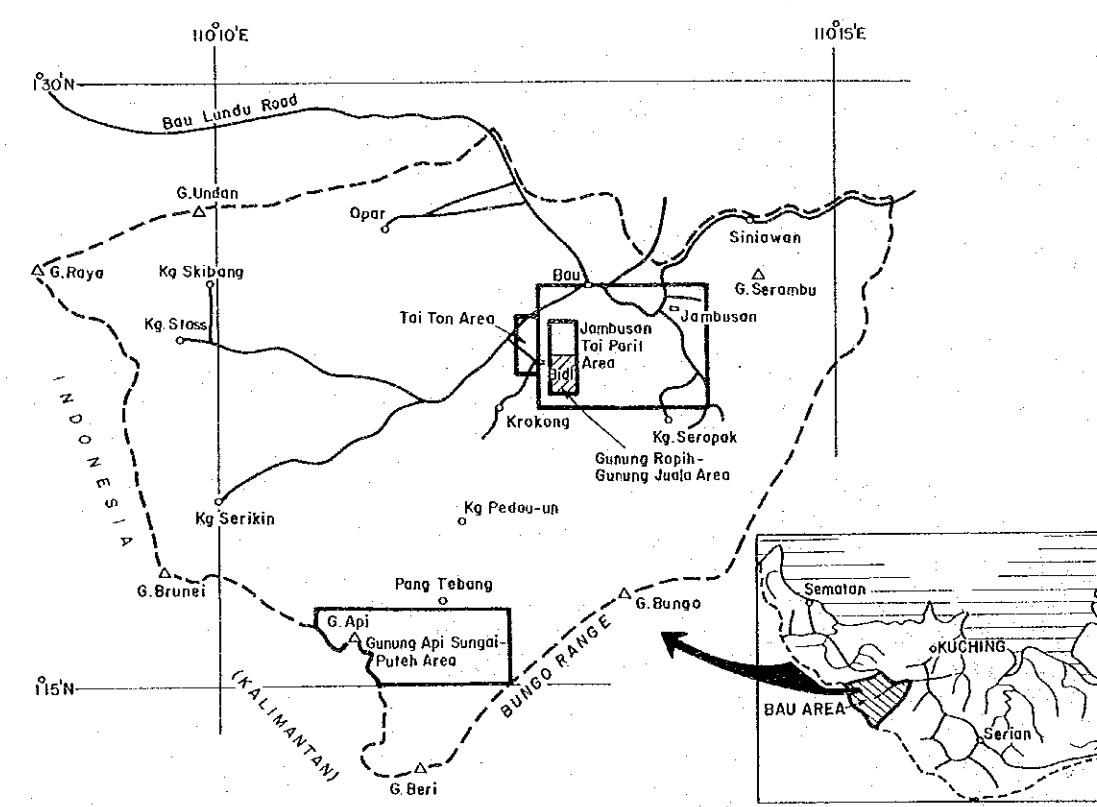 110°10'E
110°15'E
1°30'N
Bau Lundu Road
G.Undan
Opar
Siniawan
G.Raya
Kg Skibang
Bau
G. Serambu
Kg. Stass
Tai Ton Area
Jambusan
Tai Parit
Area
Jambusan
Bidi
INDONESIA
Krokong
Kg. Seropak
Gunung Ropih-
Gunung Juala Area
Kg Serikin
Kg Pedau-un
G. Brunei
Pang Tebang
G. Bungo
G. Api
Gunung Api Sungai-
Puteh Area
BUNGO RANGE
1°15'N
(KALIMANTAN)
G. Beri
Sematan
KUCHING
BAU AREA
Serian